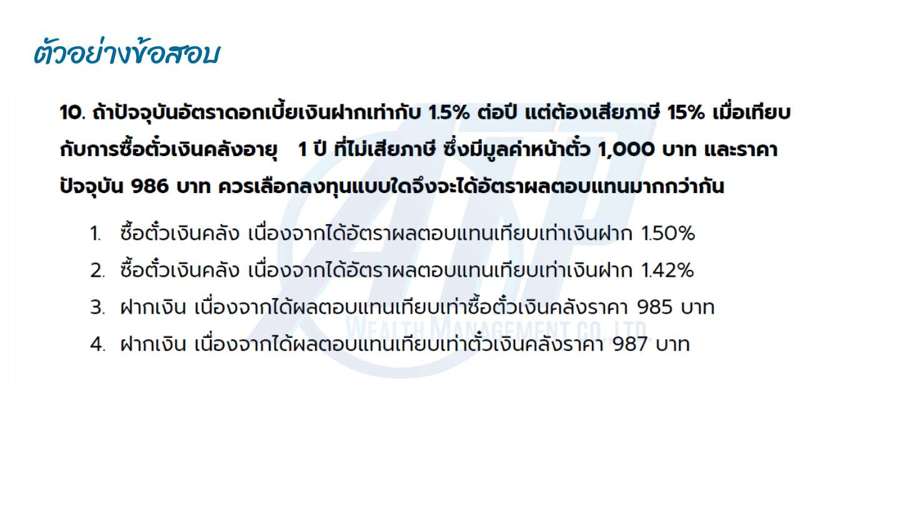 ตัวอย่างข้อสอบ
10. ถ้าปัจจุบันอัตราดอกเบี้ยเงินฝากเท่ากับ 1.5% ต่อปี แต่ต้องเสียภาษี 15% เมื่อเทียบ
กับการซื้อตั๋วเงินคลังอายุ 1 ปี ที่ไม่เสียภาษี ซึ่งมีมูลค่าหน้าตั๋ว 1,000 บาท และราคา
ปัจจุบัน 986 บาท ควรเลือกลงทุนแบบใดจึงจะได้อัตราผลตอบแทนมากกว่ากัน
1. ซื้อตั๋วเงินคลัง เนื่องจากได้อัตราผลตอบแทนเทียบเท่าเงินฝาก 1.50%
2. ซื้อตั๋วเงินคลัง เนื่องจากได้อัตราผลตอบแทนเทียบเท่าเงินฝาก 1.42%
3. ฝากเงิน เนื่องจากได้ผลตอบแทนเทียบเท่าซื้อตั๋วเงินคลังราคา 985 บาท
WEALTH MANAGEMENT CO., LTD
4. ฝากเงิน เนื่องจากได้ผลตอบแทนเทียบเท่าตั๋วเงินคลังราคา 987 บาท